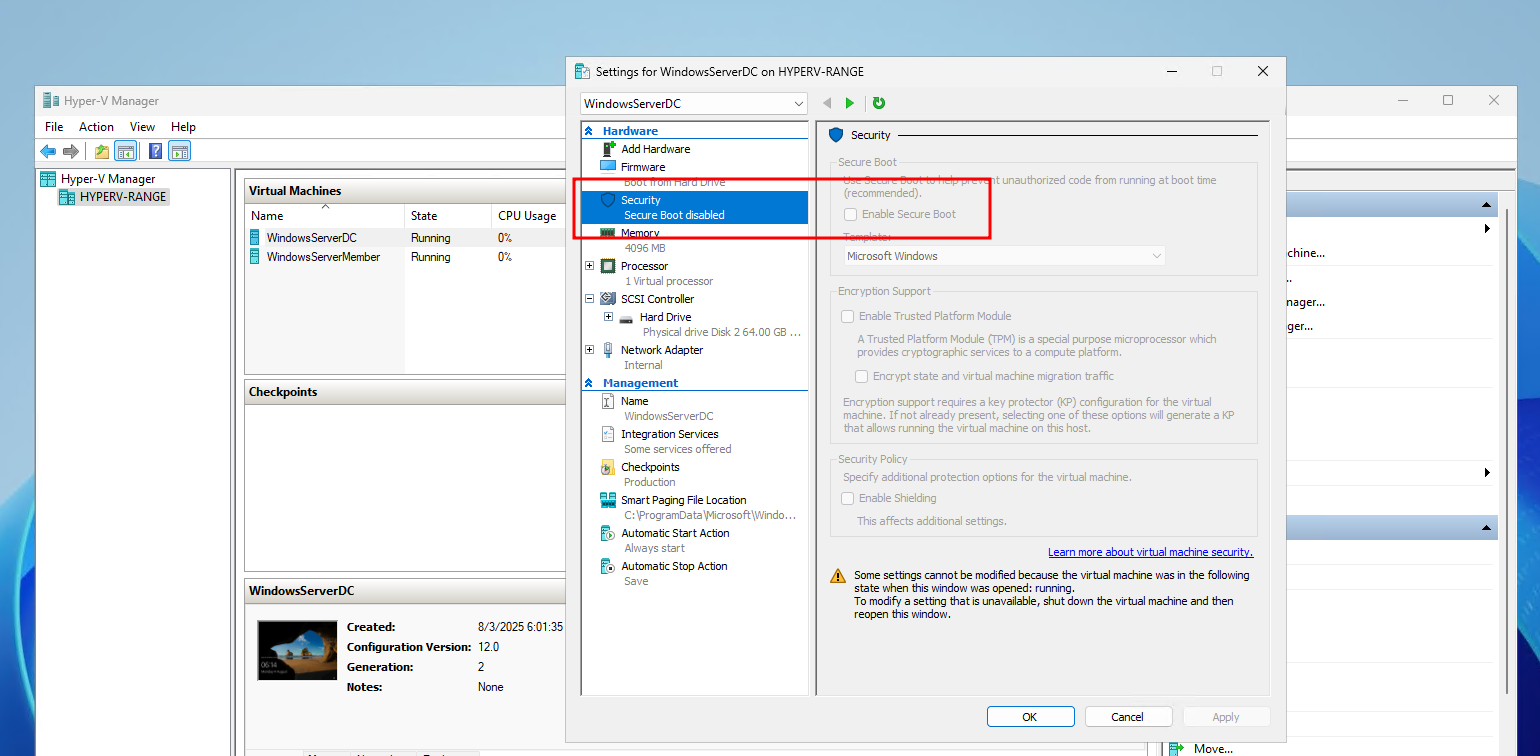 Hyper-V Manager
File Action View Help
Hyper-V Manager
HYPERV-RANGE
Virtual Machines
Name State CPU Usage
WindowsServerDC Running 0%
WindowsServerMember Running 0%
Checkpoints
WindowsServerDC
Created: 8/3/2025 6:01:35
Configuration Version: 12.0
Generation: 2
Notes: None
06:14
Settings for WindowsServerDC on HYPERV-RANGE
WindowsServerDC
Hardware
Add Hardware
Firmware
Boot from Hard Drive
Security
Secure Boot disabled
Memory
4096 MB
Processor
1 Virtual processor
SCSI Controller
Hard Drive
Physical drive Disk 2 64.00 GB ...
Network Adapter
Internal
Management
Name
WindowsServerDC
Integration Services
Some services offered
Checkpoints
Production
Smart Paging File Location
C:\ProgramData\Microsoft\Windo...
Automatic Start Action
Always start
Automatic Stop Action
Save
Security
Secure Boot
Use Secure Boot to help prevent unauthorized code from running at boot time
(recommended).
Enable Secure Boot
Template:
Microsoft Windows
Encryption Support
Enable Trusted Platform Module
A Trusted Platform Module (TPM) is a special purpose microprocessor which
provides cryptographic services to a compute platform.
Encrypt state and virtual machine migration traffic
Encryption support requires a key protector (KP) configuration for the virtual
machine. If not already present, selecting one of these options will generate a KP
that allows running the virtual machine on this host.
Security Policy
Specify additional protection options for the virtual machine.
Enable Shielding
This affects additional settings.
Learn more about virtual machine security.
Some settings cannot be modified because the virtual machine was in the following
state when this window was opened: running.
To modify a setting that is unavailable, shut down the virtual machine and then
reopen this window.
OK Cancel Apply
chine...
...
nager...
ger...
Move...